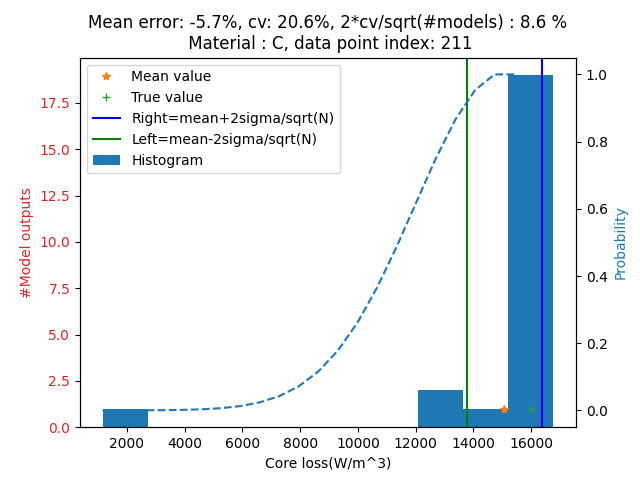 Mean error: -5.7%, cv: 20.6%, 2*cv/sqrt(#models) : 8.6 %
Material : C, data point index: 211
Mean value
True value
Right=mean+2sigma/sqrt(N)
Left=mean-2sigma/sqrt(N)
Histogram
#Model outputs
17.5
15.0
12.5
10.0
7.5
5.0
2.5
0.0
1.0
0.8
0.6
0.4
0.2
0.0
Probability
2000 4000 6000 8000 10000 12000 14000 16000
Core loss(W/m^3)